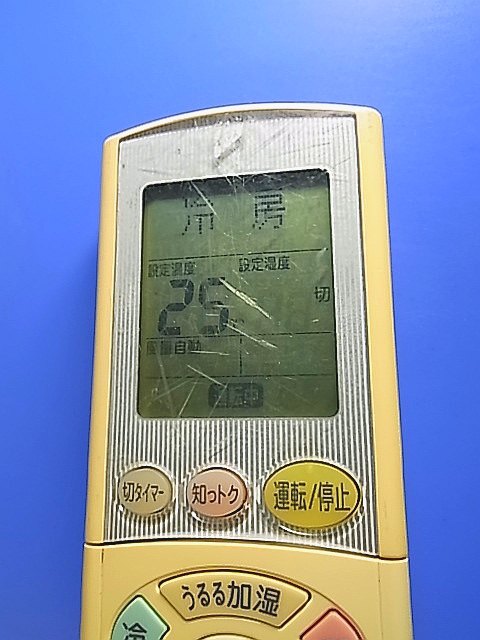 冷房
設定温度 設定湿度
25 切
風量自動
切タイマー 知っトク 運転/停止
うるる加湿
冷